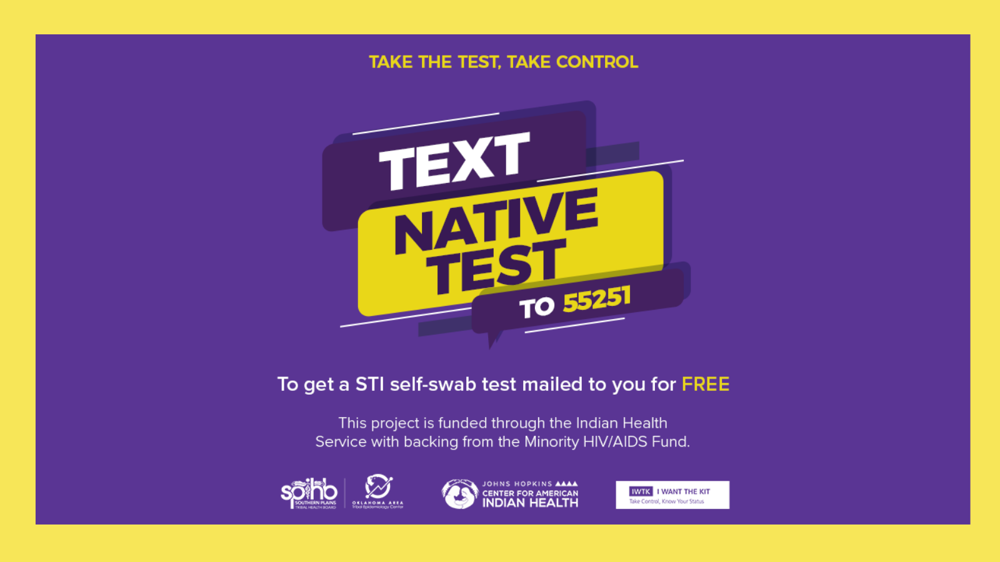 TAKE THE TEST, TAKE CONTROL
TEXT
NATIVE
TEST
TO 55251
To get a STI self-swab test mailed to you for FREE
This project is funded through the Indian Health
Service with backing from the Minority HIV/AIDS Fund.
spthb
SOUTHERN PLAINS
TRIBAL HEALTH BOARD
OKLAHOMA AREA
Tribal Epidemiology Center
JOHNS HOPKINS
CENTER FOR AMERICAN
INDIAN HEALTH
IWTK I WANT THE KIT
Take Control, Know Your Status